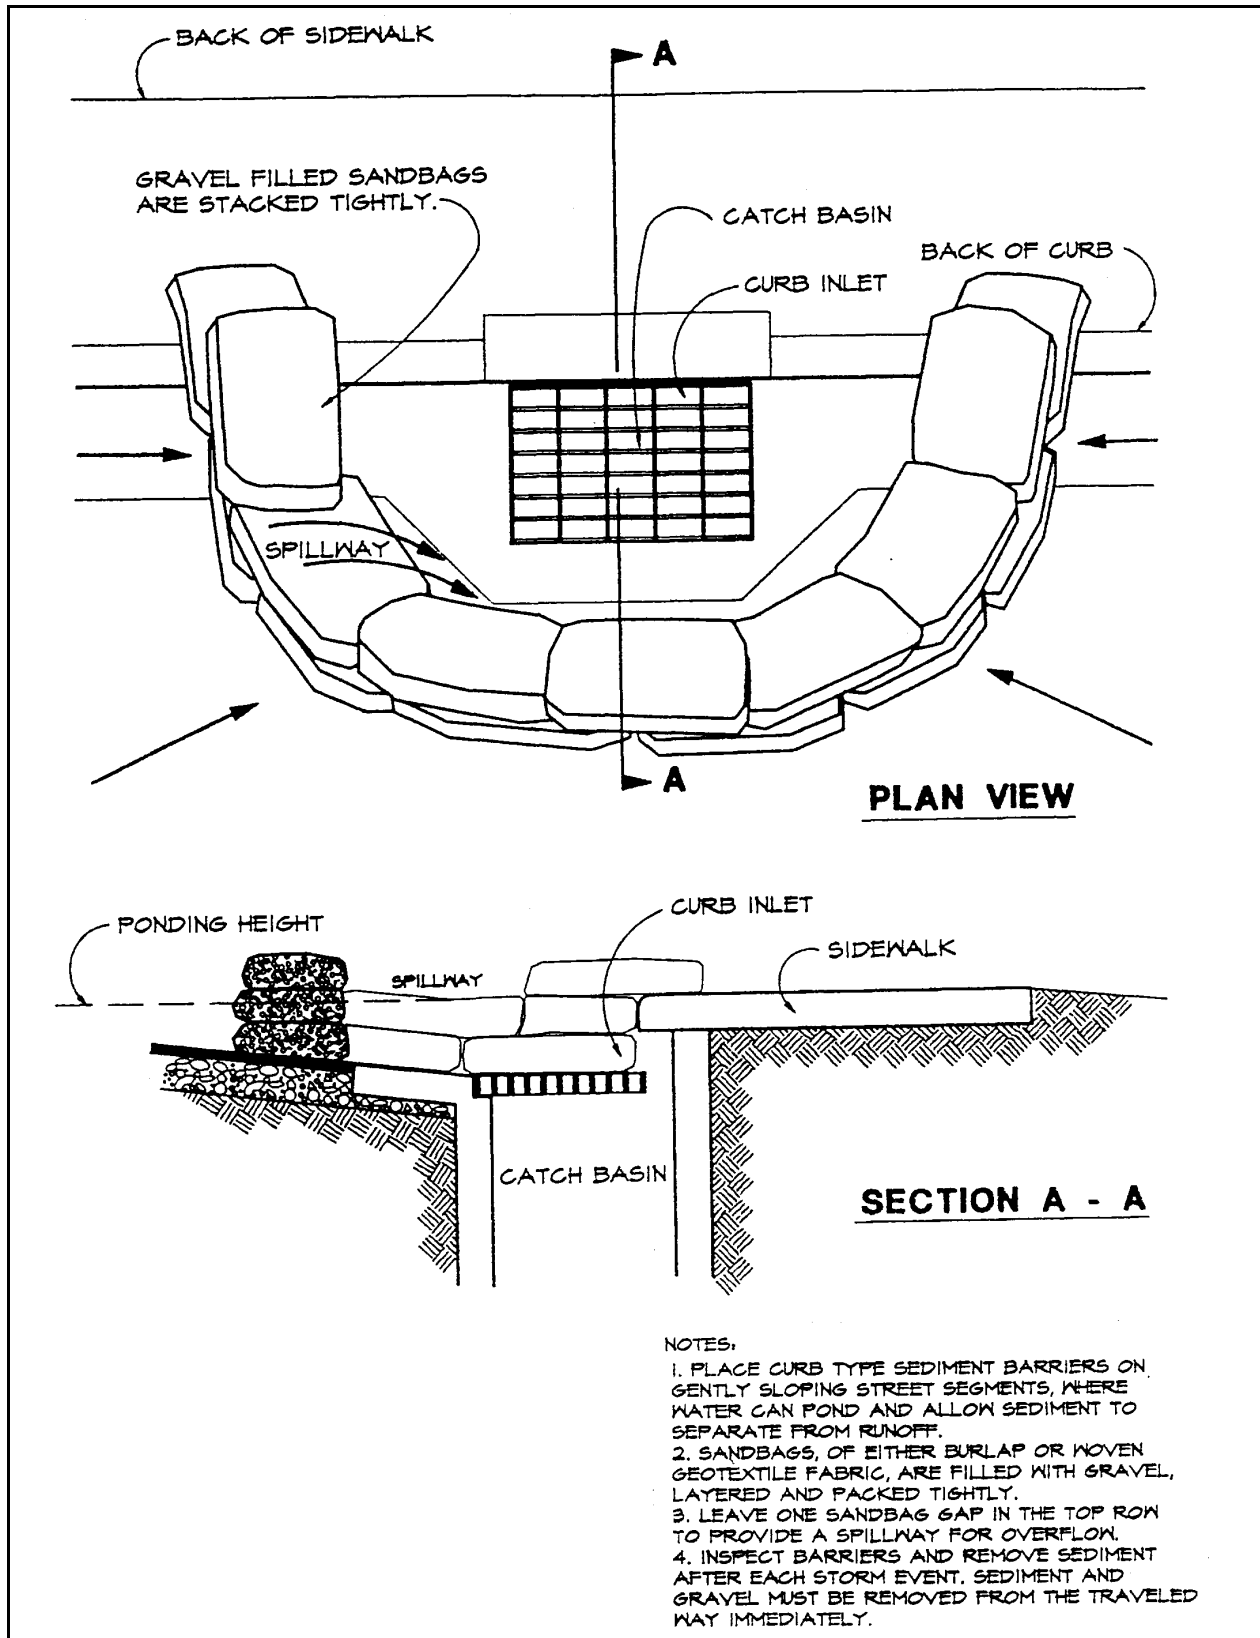 BACK OF SIDEWALK
A
GRAVEL FILLED SANDBAGS
ARE STACKED TIGHTLY.
CATCH BASIN
BACK OF CURB
CURB INLET
SPILLWAY
A
PLAN VIEW
PONDING HEIGHT
CURB INLET
SIDEWALK
SPILLWAY
CATCH BASIN
SECTION A - A
NOTES:
1. PLACE CURB TYPE SEDIMENT BARRIERS ON
GENTLY SLOPING STREET SEGMENTS, WHERE
WATER CAN POND AND ALLOW SEDIMENT TO
SEPARATE FROM RUNOFF.
2. SANDBAGS, OF EITHER BURLAP OR WOVEN
GEOTEXTILE FABRIC, ARE FILLED WITH GRAVEL,
LAYERED AND PACKED TIGHTLY.
3. LEAVE ONE SANDBAG GAP IN THE TOP ROW
TO PROVIDE A SPILLWAY FOR OVERFLOW.
4. INSPECT BARRIERS AND REMOVE SEDIMENT
AFTER EACH STORM EVENT. SEDIMENT AND
GRAVEL MUST BE REMOVED FROM THE TRAVELED
WAY IMMEDIATELY.